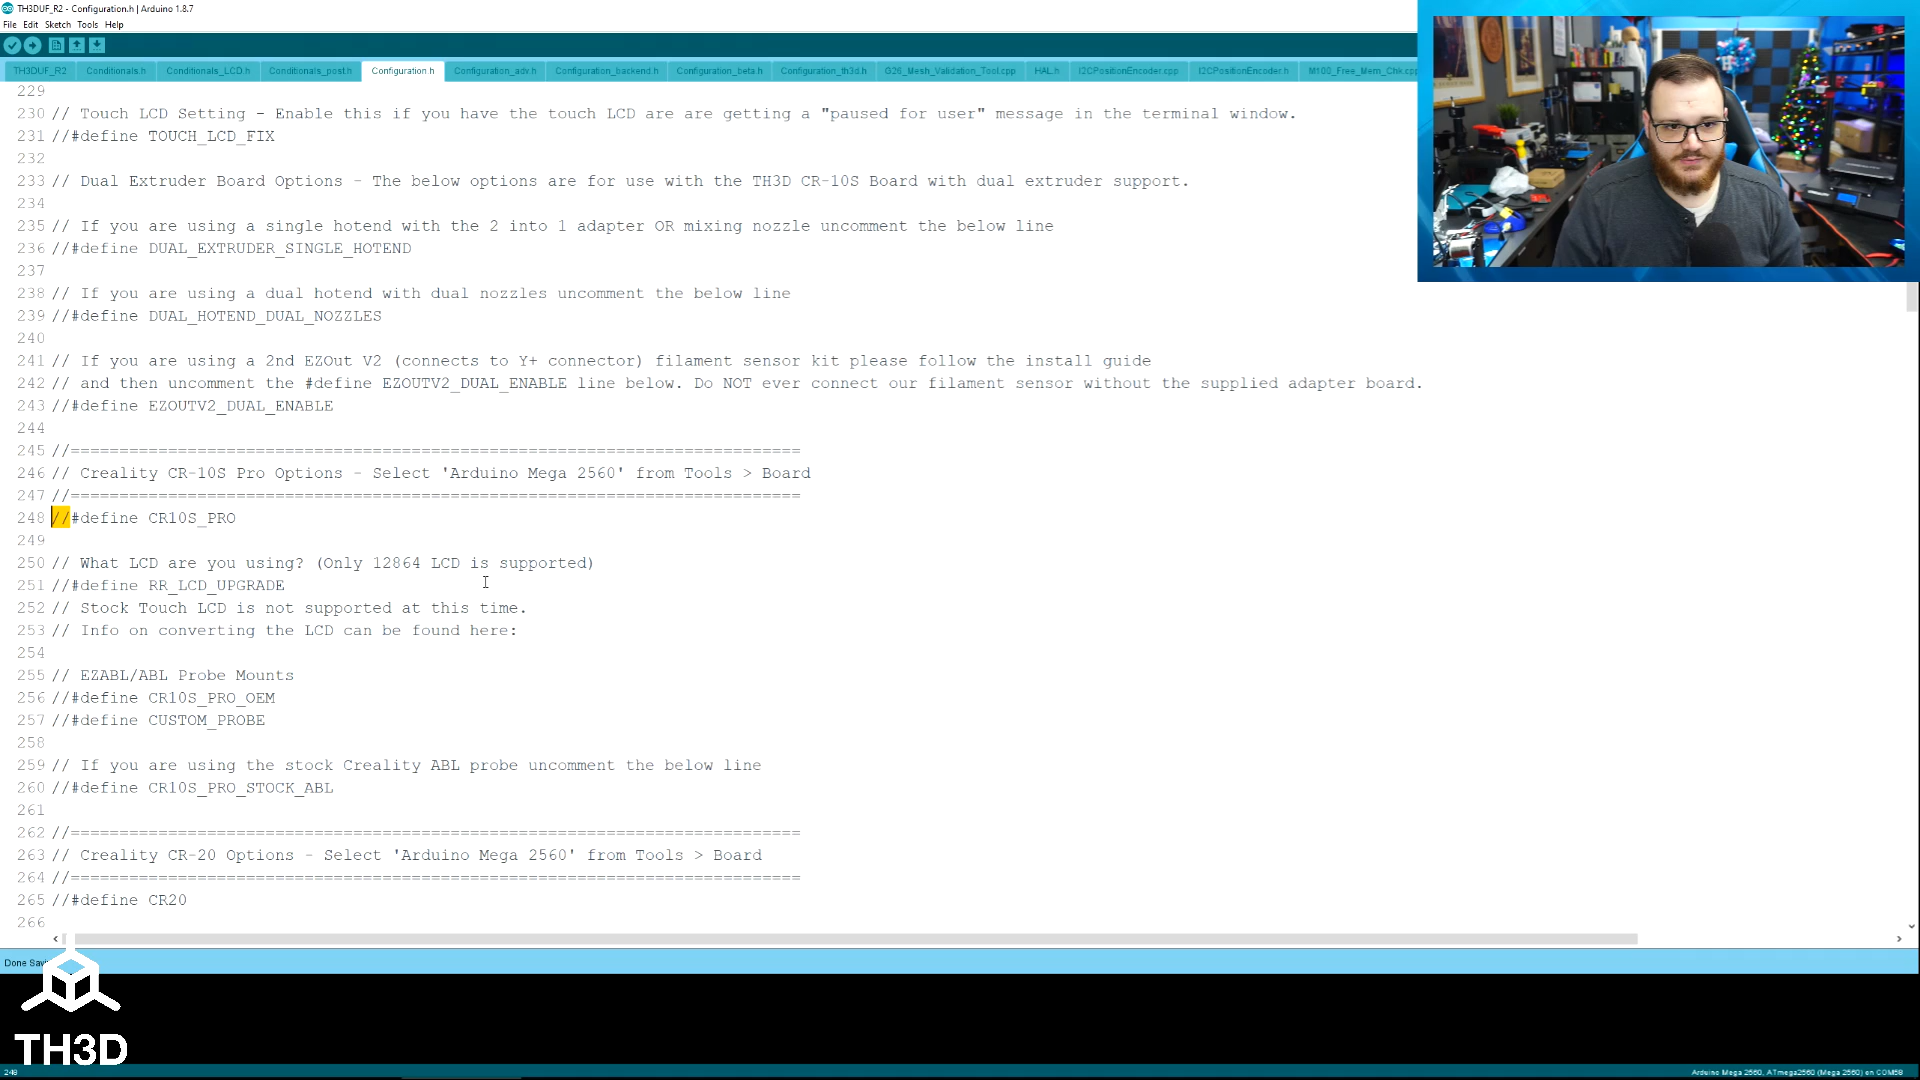 TH3DUF_R2 - Configuration.h | Arduino 1.8.7
File Edit Sketch Tools Help
TH3DUF_R2 Conditionals.h Conditionals_LCD.h Conditionals_post.h Configuration.h Configuration_adv.h Configuration_backend.h Configuration_beta.h Configuration_th3d.h G26_Mesh_Validation_Tool.cpp HAL.h I2CPositionEncoder.cpp I2CPositionEncoder.h M100_Free_Mem_Chk.cpp
229
230 // Touch LCD Setting - Enable this if you have the touch LCD are are getting a "paused for user" message in the terminal window.
231 //#define TOUCH_LCD_FIX
232
233 // Dual Extruder Board Options - The below options are for use with the TH3D CR-10S Board with dual extruder support.
234
235 // If you are using a single hotend with the 2 into 1 adapter OR mixing nozzle uncomment the below line
236 //#define DUAL_EXTRUDER_SINGLE_HOTEND
237
238 // If you are using a dual hotend with dual nozzles uncomment the below line
239 //#define DUAL_HOTEND_DUAL_NOZZLES
240
241 // If you are using a 2nd EZOut V2 (connects to Y+ connector) filament sensor kit please follow the install guide
242 // and then uncomment the #define EZOUTV2_DUAL_ENABLE line below. Do NOT ever connect our filament sensor without the supplied adapter board.
243 //#define EZOUTV2_DUAL_ENABLE
244
245 //===========================================================================
246 // Creality CR-10S Pro Options - Select 'Arduino Mega 2560' from Tools > Board
247 //===========================================================================
248 //#define CR10S_PRO
249
250 // What LCD are you using? (Only 12864 LCD is supported)
251 //#define RR_LCD_UPGRADE
252 // Stock Touch LCD is not supported at this time.
253 // Info on converting the LCD can be found here:
254
255 // EZABL/ABL Probe Mounts
256 //#define CR10S_PRO_OEM
257 //#define CUSTOM_PROBE
258
259 // If you are using the stock Creality ABL probe uncomment the below line
260 //#define CR10S_PRO_STOCK_ABL
261
262 //===========================================================================
263 // Creality CR-20 Options - Select 'Arduino Mega 2560' from Tools > Board
264 //===========================================================================
265 //#define CR20
266
Done
TH3D
248
Arduino Mega 2560, ATmega2560 (Mega 2560) on COM58